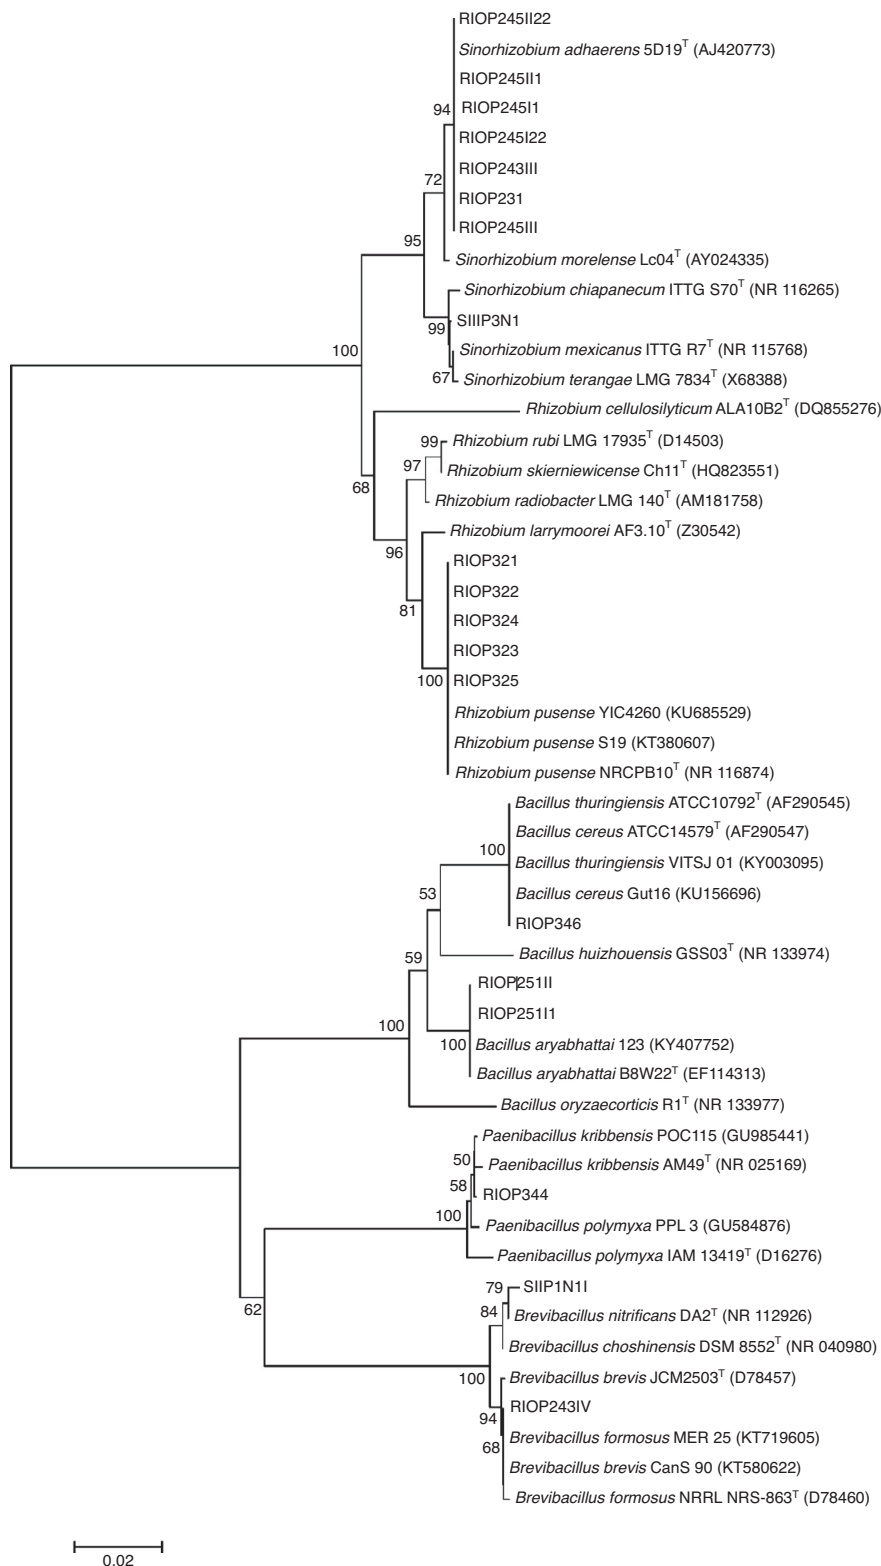 RIOP245II22
Sinorhizobium adhaerens 5D19T (AJ420773)
RIOP245II1
94 RIOP245I1
RIOP245I22
RIOP243III
72
RIOP231
RIOP245III
95
Sinorhizobium morelense Lc04T (AY024335)
Sinorhizobium chiapanecum ITTG S70T (NR 116265)
99 SIIIP3N1
100 Sinorhizobium mexicanus ITTG R7T (NR 115768)
67 Sinorhizobium terangae LMG 7834T (X68388)
Rhizobium cellulosilyticum ALA10B2T (DQ855276)
99 Rhizobium rubi LMG 17935T (D14503)
97 Rhizobium skierniewicense Ch11T (HQ823551)
68
Rhizobium radiobacter LMG 140T (AM181758)
Rhizobium larrymoorei AF3.10T (Z30542)
96
RIOP321
RIOP322
81
RIOP324
RIOP323
100 RIOP325
Rhizobium pusense YIC4260 (KU685529)
Rhizobium pusense S19 (KT380607)
Rhizobium pusense NRCPB10T (NR 116874)
Bacillus thuringiensis ATCC10792T (AF290545)
Bacillus cereus ATCC14579T (AF290547)
100
Bacillus thuringiensis VITSJ 01 (KY003095)
53 Bacillus cereus Gut16 (KU156696)
RIOP346
59 Bacillus huizhouensis GSS03T (NR 133974)
RIOP251II
RIOP251I1
100
100 Bacillus aryabhattai 123 (KY407752)
Bacillus aryabhattai B8W22T (EF114313)
Bacillus oryzaecorticis R1T (NR 133977)
Paenibacillus kribbensis POC115 (GU985441)
50 Paenibacillus kribbensis AM49T (NR 025169)
58 RIOP344
100
Paenibacillus polymyxa PPL 3 (GU584876)
Paenibacillus polymyxa IAM 13419T (D16276)
79 SIIP1N1I
62 84 Brevibacillus nitrificans DA2T (NR 112926)
Brevibacillus choshinensis DSM 8552T (NR 040980)
100 Brevibacillus brevis JCM2503T (D78457)
RIOP243IV
94
Brevibacillus formosus MER 25 (KT719605)
68
Brevibacillus brevis CanS 90 (KT580622)
Brevibacillus formosus NRRL NRS-863T (D78460)
0.02